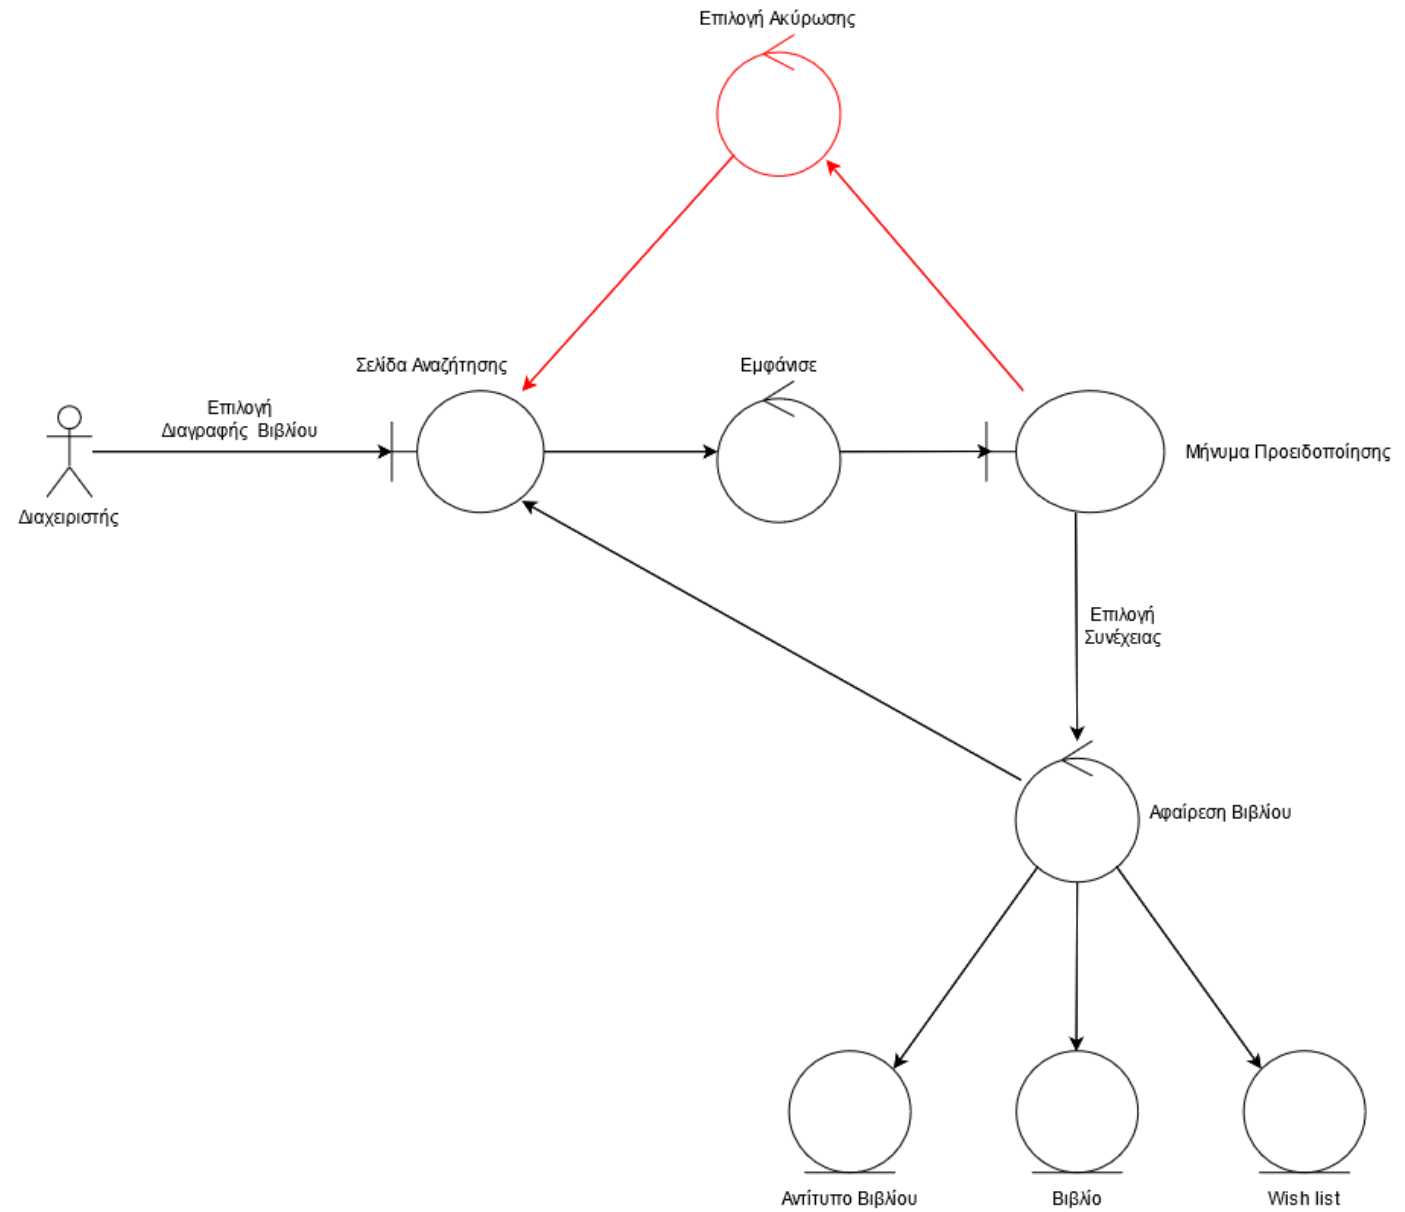 Επιλογή Ακύρωσης
Σελίδα Αναζήτησης
Εμφάνισε
Επιλογή
Διαγραφής Βιβλίου
Μήνυμα Προειδοποίησης
Διαχειριστής
Επιλογή
Συνέχειας
Αφαίρεση Βιβλίου
Αντίτυπο Βιβλίου
Βιβλίο
Wish list